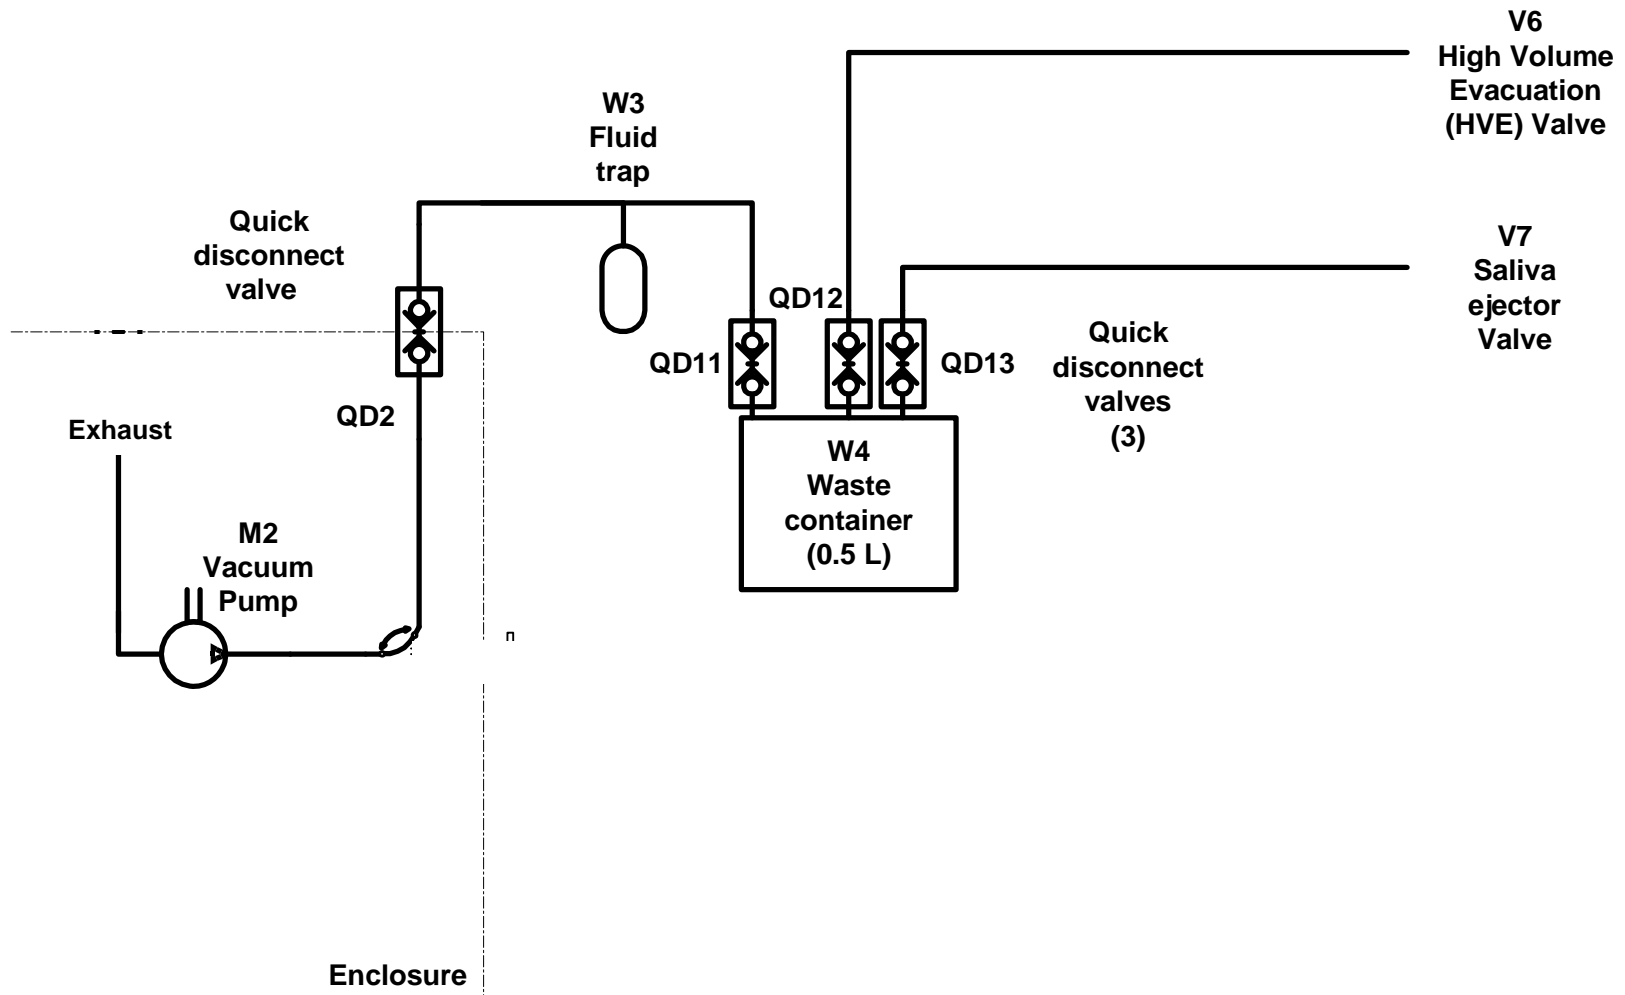 V6
High Volume
Evacuation
(HVE) Valve
W3
Fluid
trap
Quick
disconnect
valve
V7
Saliva
ejector
Valve
QD12
QD11
QD13
Quick
disconnect
valves
(3)
QD2
Exhaust
W4
Waste
container
(0.5 L)
M2
Vacuum
Pump
Enclosure